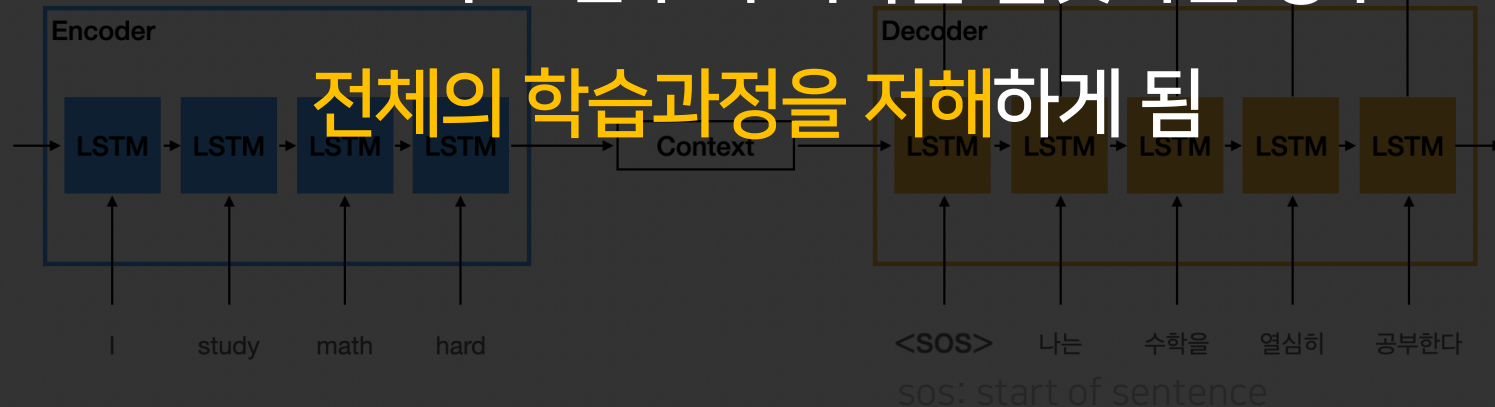 Encoder
Decoder
전체의 학습과정을 저해하게 됨
LSTM LSTM LSTM LSTM Context LSTM LSTM LSTM LSTM LSTM
I study math hard <SOS> 나는 수학을 열심히 공부한다
sos: start of sentence